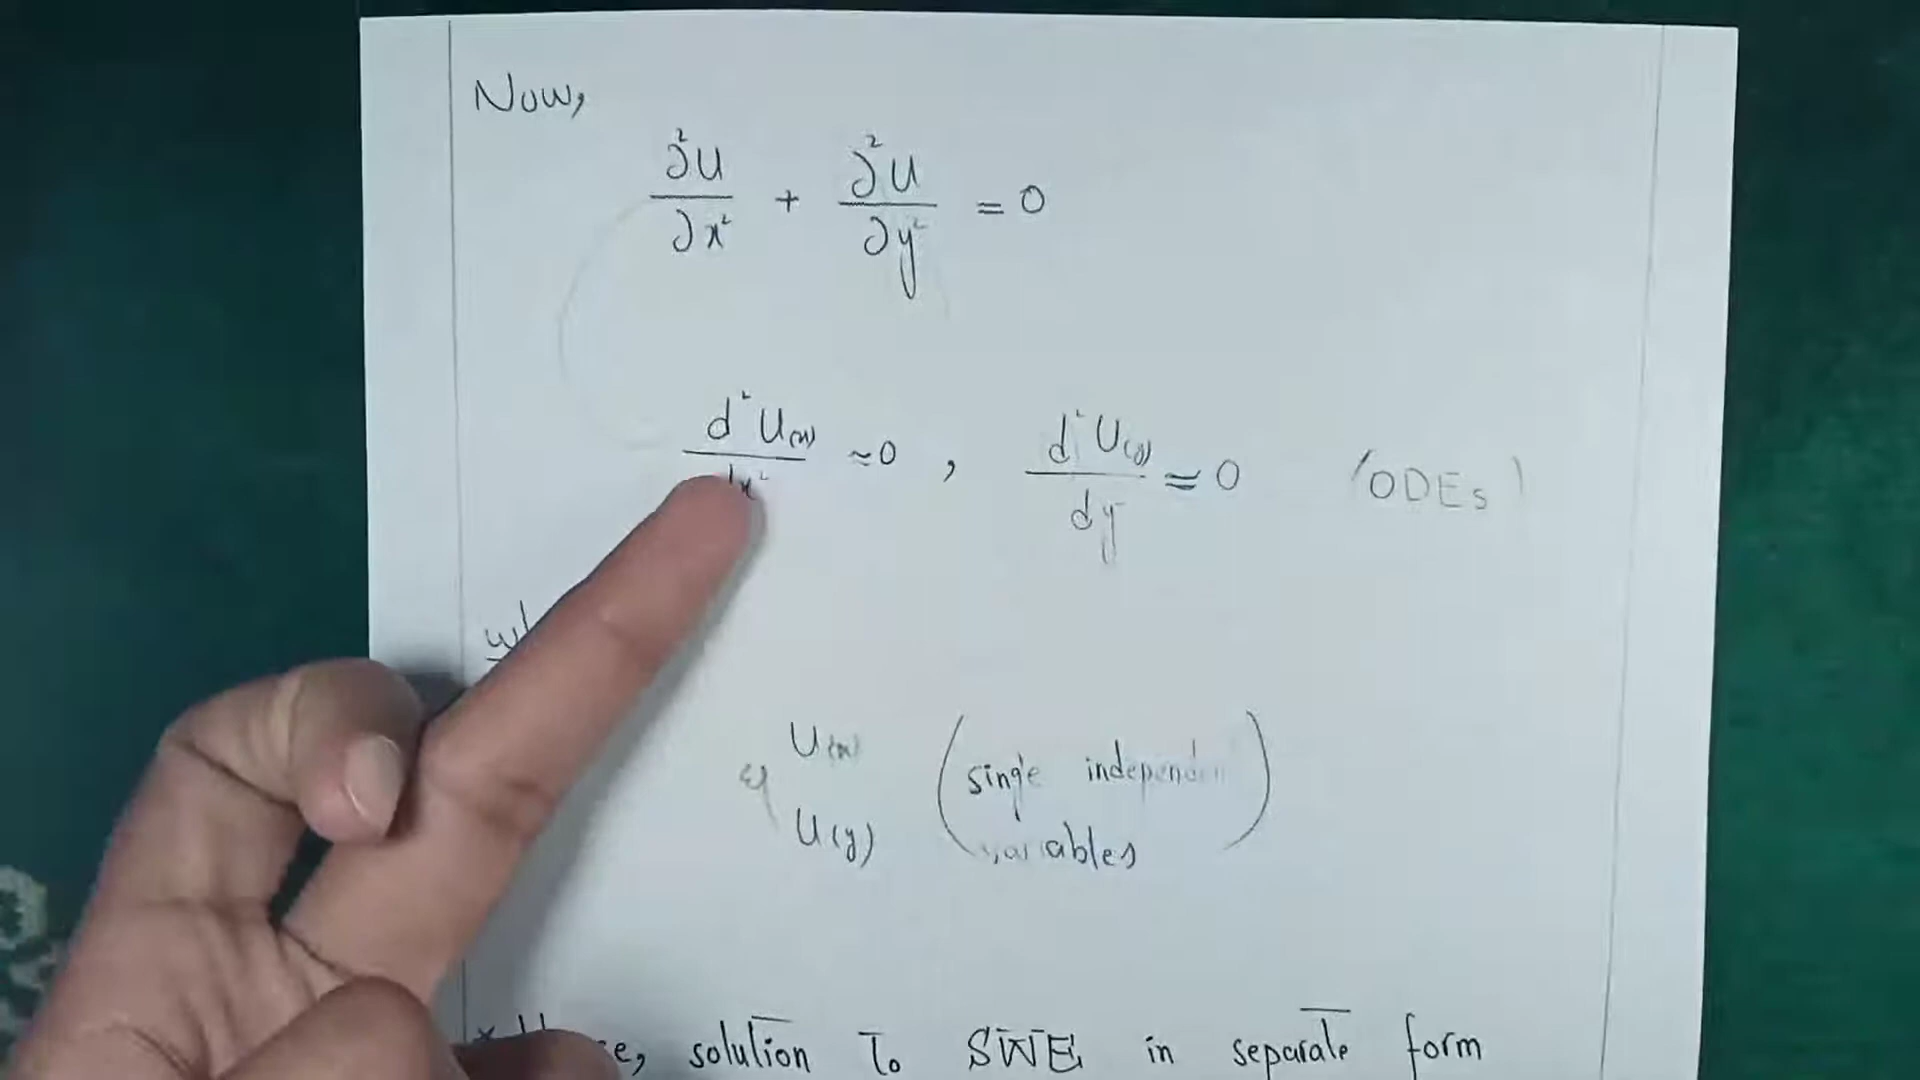 Now,
∂²U/∂x² + ∂²U/∂y² = 0
d²U(x)/dx² ≈ 0 , d²U(y)/dy² ≈ 0 (ODEs)
U(x)
U(y) (single independent
variables)
solution To SWE in separate form